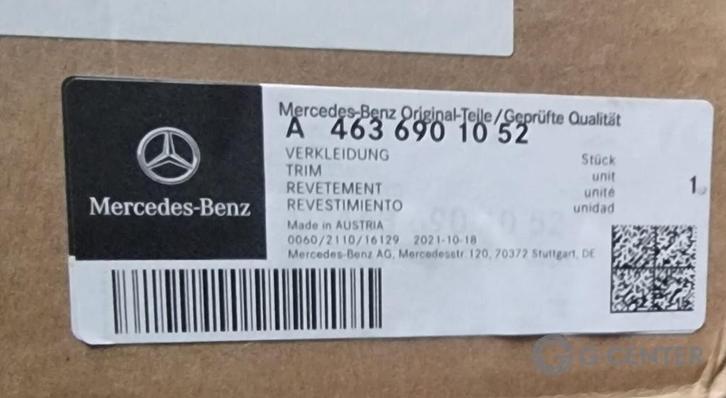 Mercedes-Benz Original-Teile/Geprüfte Qualität
A 463 690 10 52
VERKLEIDUNG
TRIM
REVETEMENT
REVESTIMIENTO
Stück
unit
unité
unidad
1
Mercedes-Benz
Made in AUSTRIA
0060/2110/16129 2021-10-18
Mercedes-Benz AG, Mercedesstr. 120, 70372 Stuttgart, DE
G-CENTER